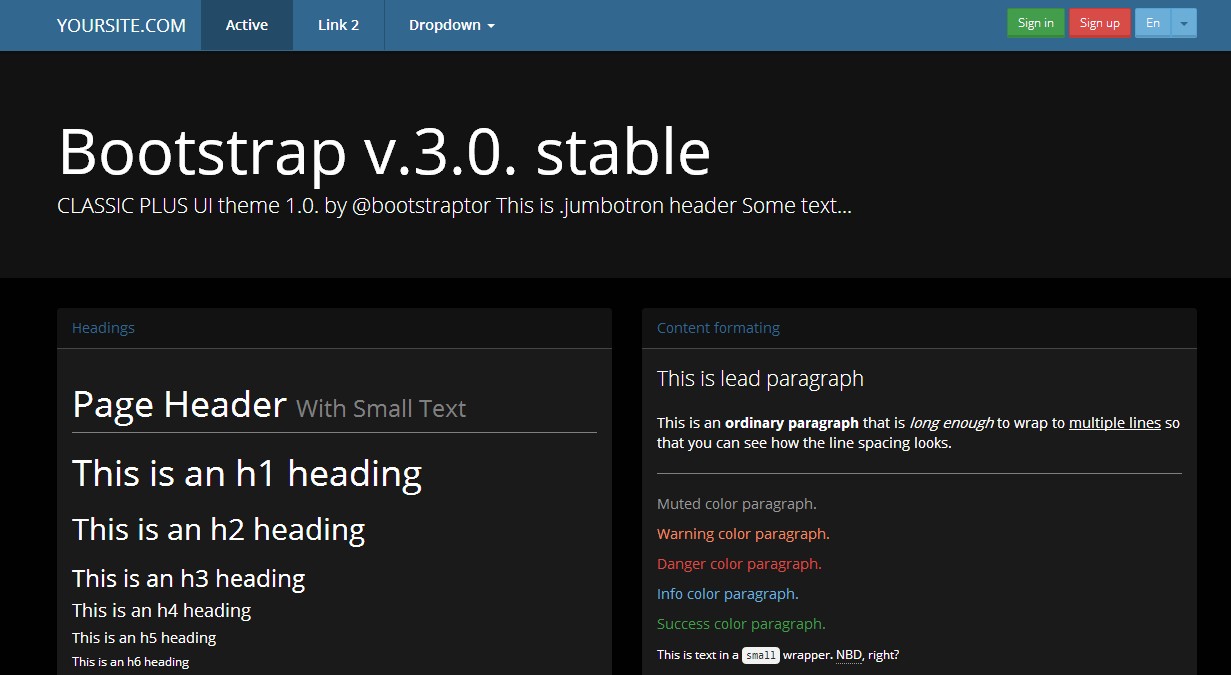 YOURSITE.COM Active Link 2 Dropdown Sign in Sign up En
Bootstrap v.3.0. stable
CLASSIC PLUS UI theme 1.0. by @bootstraptor This is .jumbotron header Some text...
Headings
Page Header With Small Text
This is an h1 heading
This is an h2 heading
This is an h3 heading
This is an h4 heading
This is an h5 heading
This is an h6 heading
Content formating
This is lead paragraph
This is an ordinary paragraph that is long enough to wrap to multiple lines so
that you can see how the line spacing looks.
Muted color paragraph.
Warning color paragraph.
Danger color paragraph.
Info color paragraph.
Success color paragraph.
This is text in a small wrapper. NBD, right?